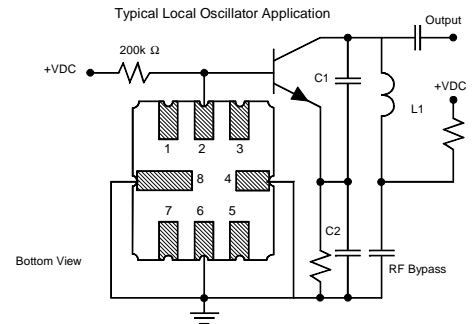 Typical Local Oscillator Application
Output
200k Ω
+VDC
C1
+VDC
L1
1 2 3
8 4
7 6 5
C2
Bottom View
RF Bypass